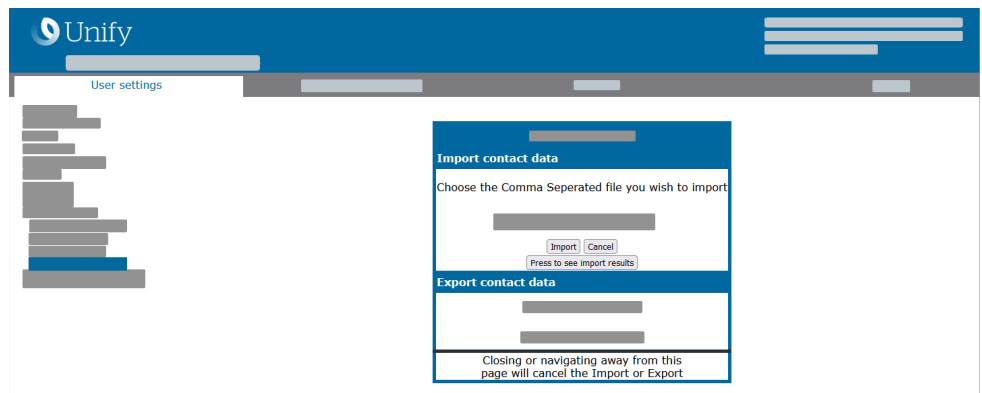 Unify
User settings
Import contact data
Choose the Comma Seperated file you wish to import
Import Cancel
Press to see import results
Export contact data
Closing or navigating away from this
page will cancel the Import or Export